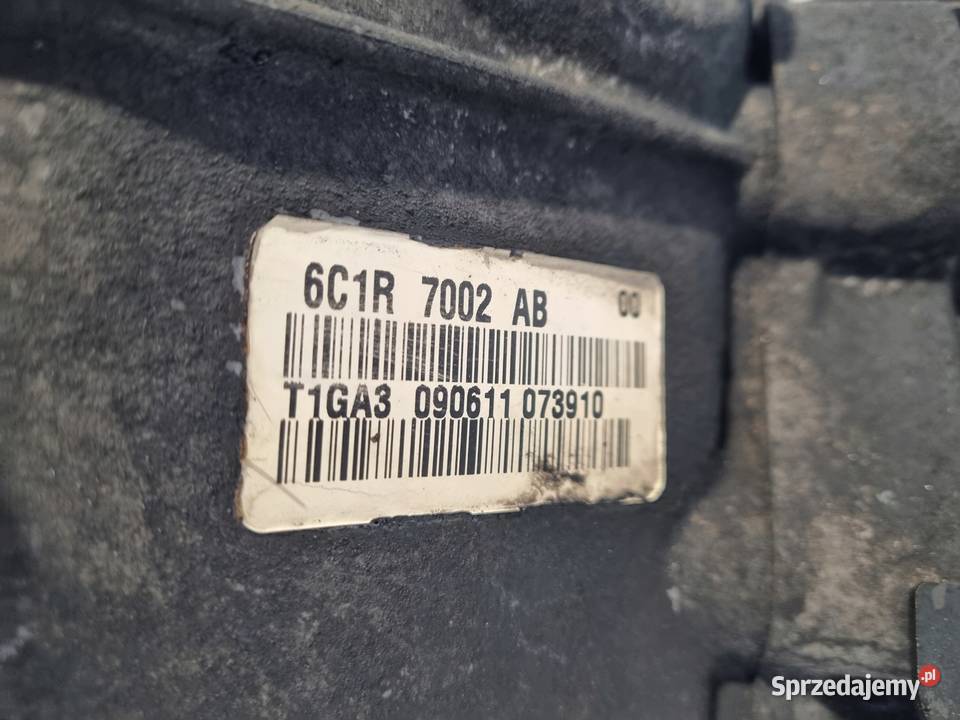 6C1R 7002 AB 00
T1GA3 090611 073910
Sprzedajemy.pl